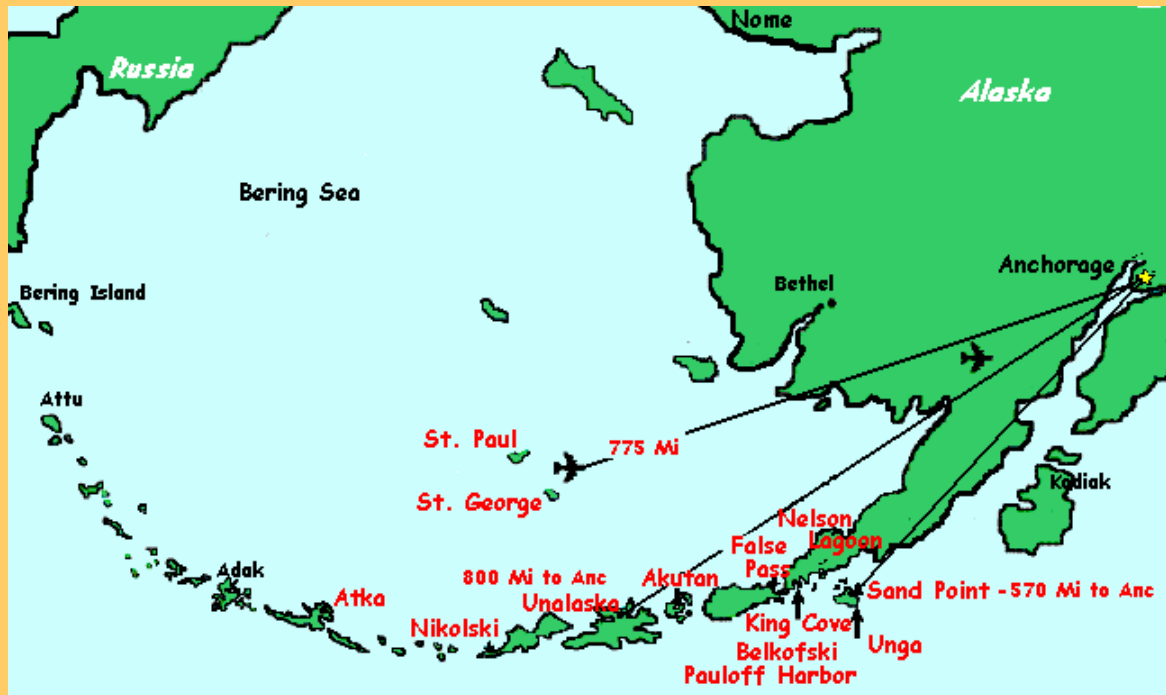 Nome
Russia
Alaska
Bering Sea
Anchorage
Bethel
Bering Island
Attu
St. Paul
775 Mi
St. George
Kodiak
Nelson
Lagoon
False
Pass
Adak
800 Mi to Anc
Akutan
Sand Point - 570 Mi to Anc
Atka
Unalaska
Nikolski
King Cove
Unga
Belkofski
Pauloff Harbor